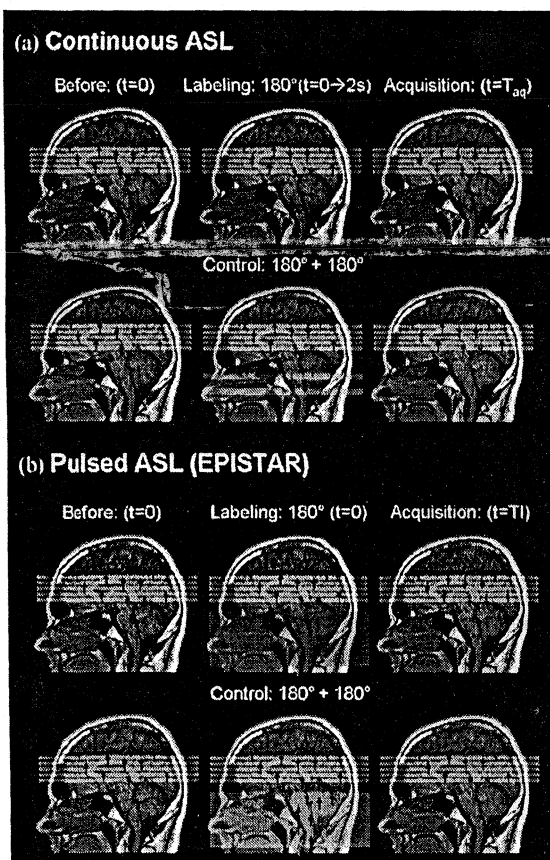 (a) Continuous ASL
Before: (t=0) Labeling: 180°(t=0→2s) Acquisition: (t=Taq)
Control: 180° + 180°
(b) Pulsed ASL (EPISTAR)
Before: (t=0) Labeling: 180° (t=0) Acquisition: (t=TI)
Control: 180° + 180°